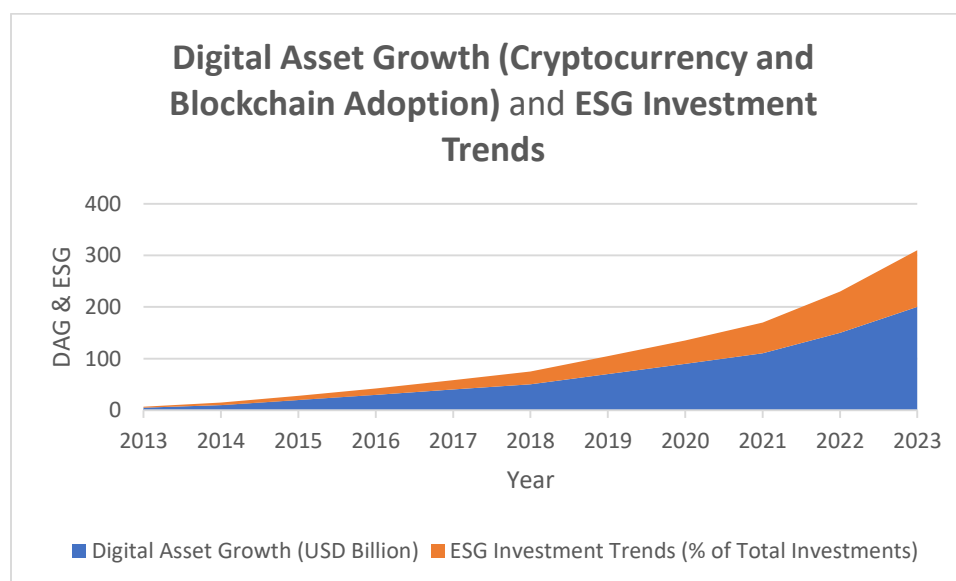 Digital Asset Growth (Cryptocurrency and
Blockchain Adoption) and ESG Investment
Trends
400
300
200
100
0
DAG & ESG
2013 2014 2015 2016 2017 2018 2019 2020 2021 2022 2023
Year
Digital Asset Growth (USD Billion) ESG Investment Trends (% of Total Investments)